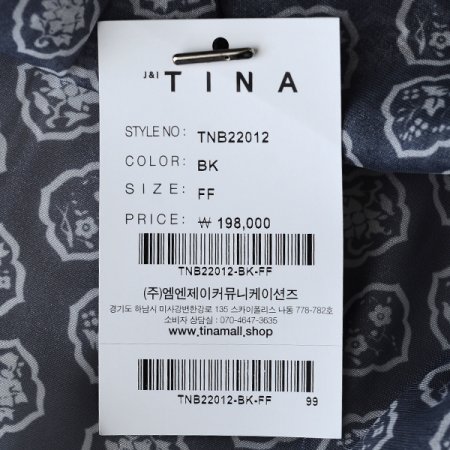 J&I TINA
STYLE NO: TNB22012
COLOR: BK
SIZE: FF
PRICE: ₩ 198,000
TNB22012-BK-FF
(주)엠엔제이커뮤니케이션즈
경기도 하남시 미사강변한강로 135 스카이폴리스 나동 778-782호
소비자 상담실 : 070-4647-3635
www.tinamall.shop
TNB22012-BK-FF 99